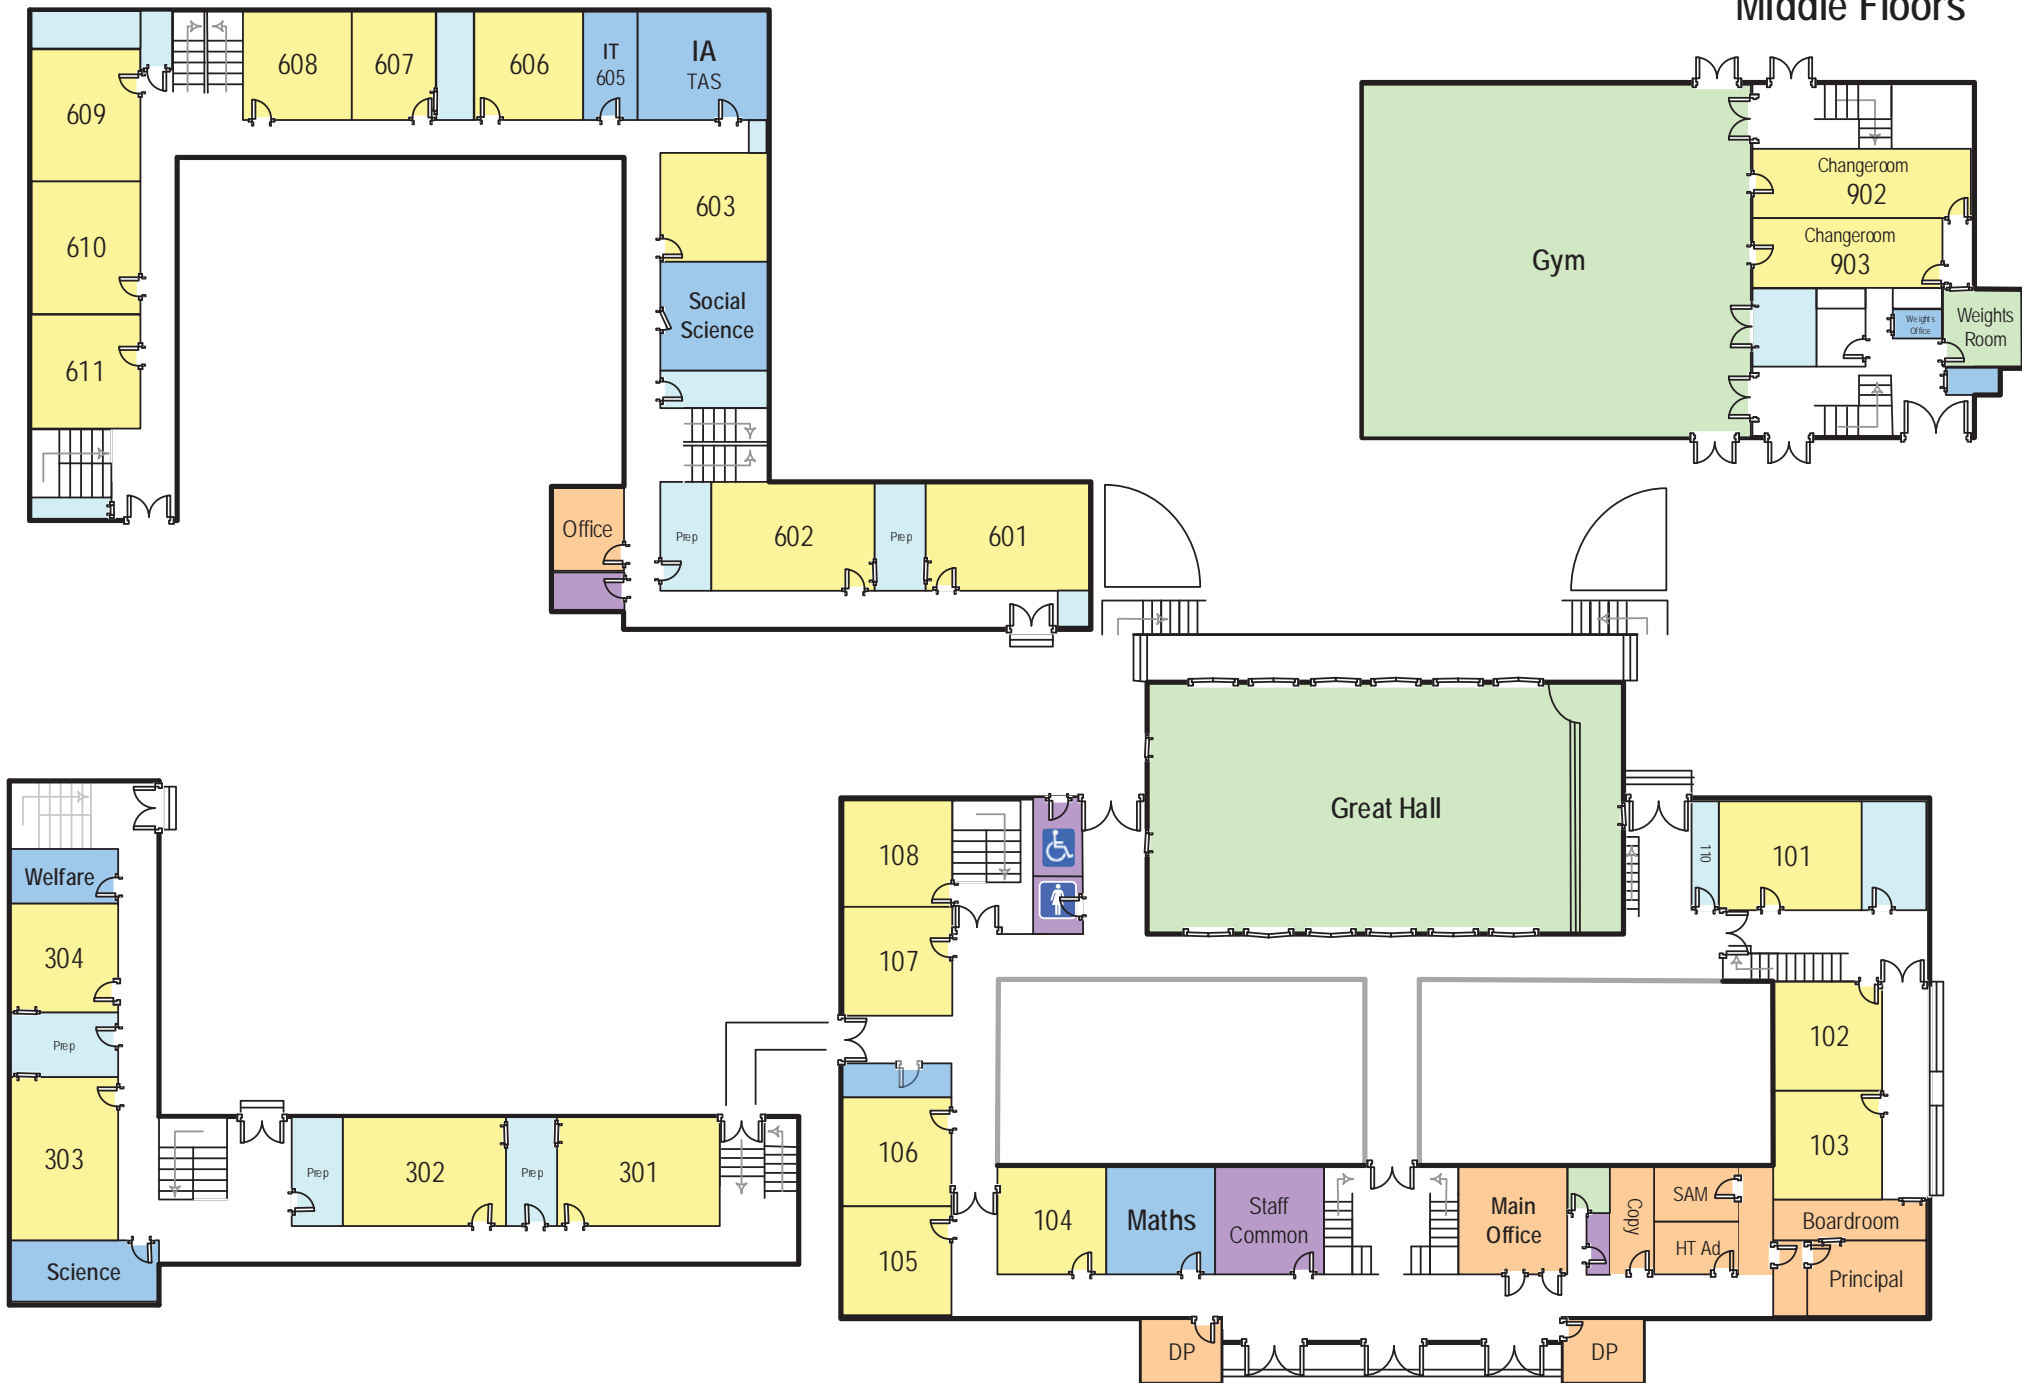 Middle Floors
608
607
606
IT
605
IA
TAS
609
610
611
603
Social
Science
Office
Prep
602
Prep
601
Gym
Changeroom
902
Changeroom
903
Weights
Office
Weights
Room
Great Hall
108
107
110
101
102
103
Welfare
304
Prep
303
Science
Prep
302
Prep
301
106
105
104
Maths
Staff
Common
Main
Office
Copy
SAM
HT Ad
Boardroom
Principal
DP
DP